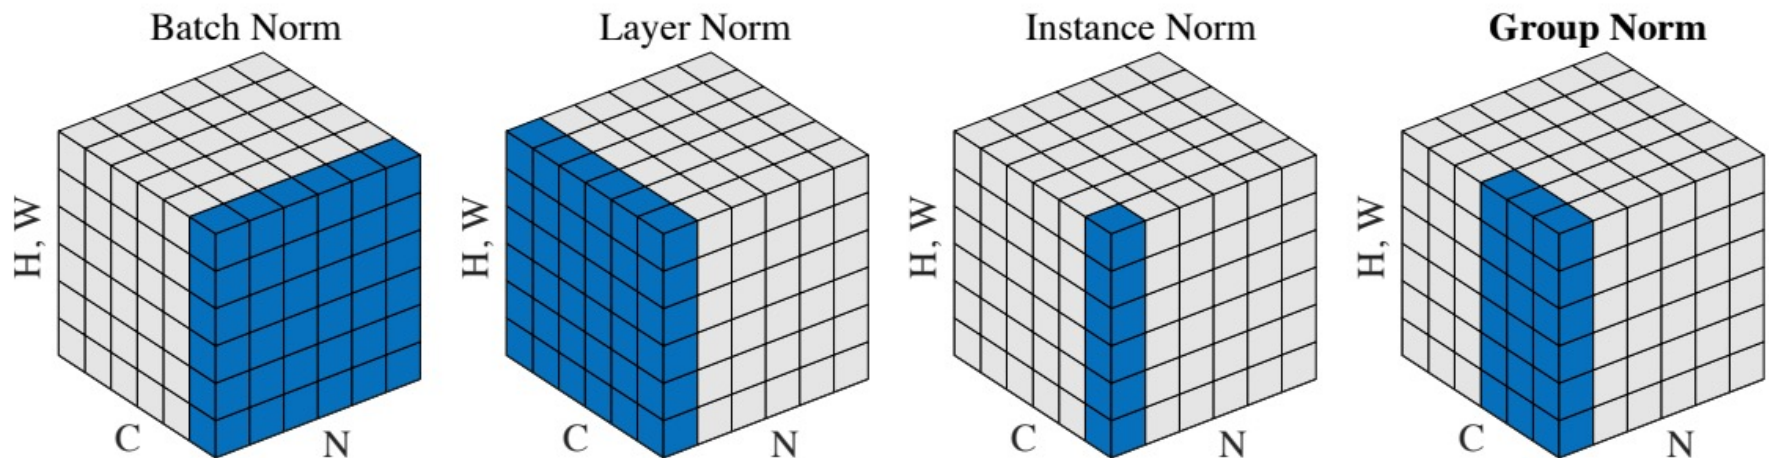 Batch Norm
Layer Norm
Instance Norm
Group Norm
H, W
C
N
H, W
C
N
H, W
C
N
H, W
C
N